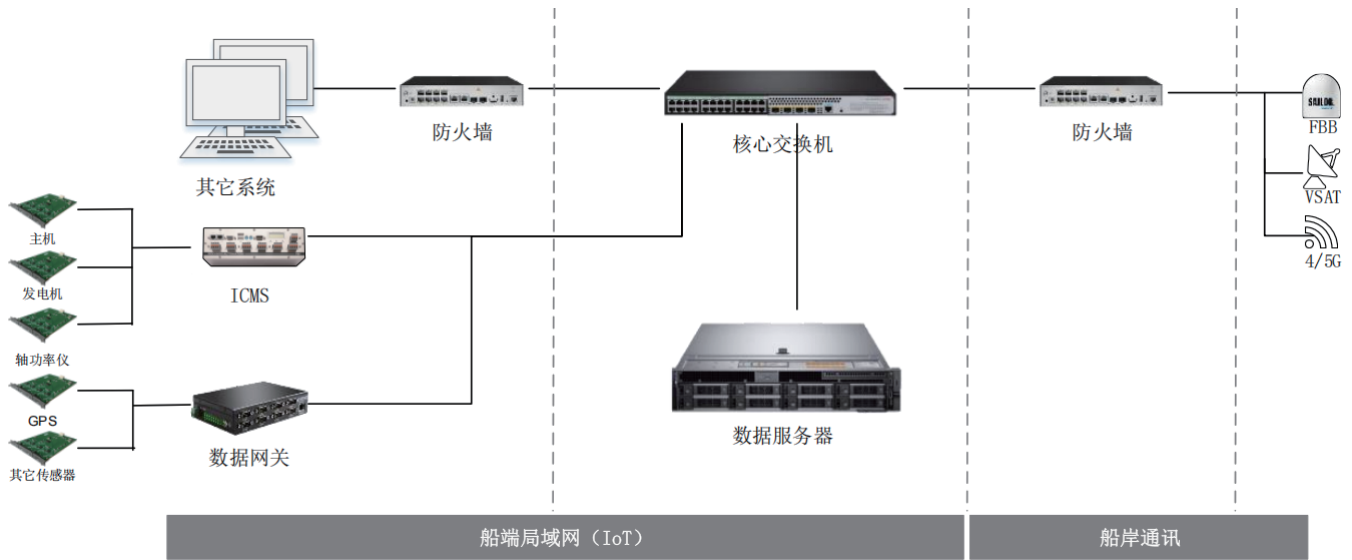 其它系统
防火墙
核心交换机
防火墙
SAILOR
FBB
VSAT
4/5G
主机
发电机
轴功率仪
ICMS
GPS
其它传感器
数据网关
数据服务器
船端局域网（IoT）
船岸通讯